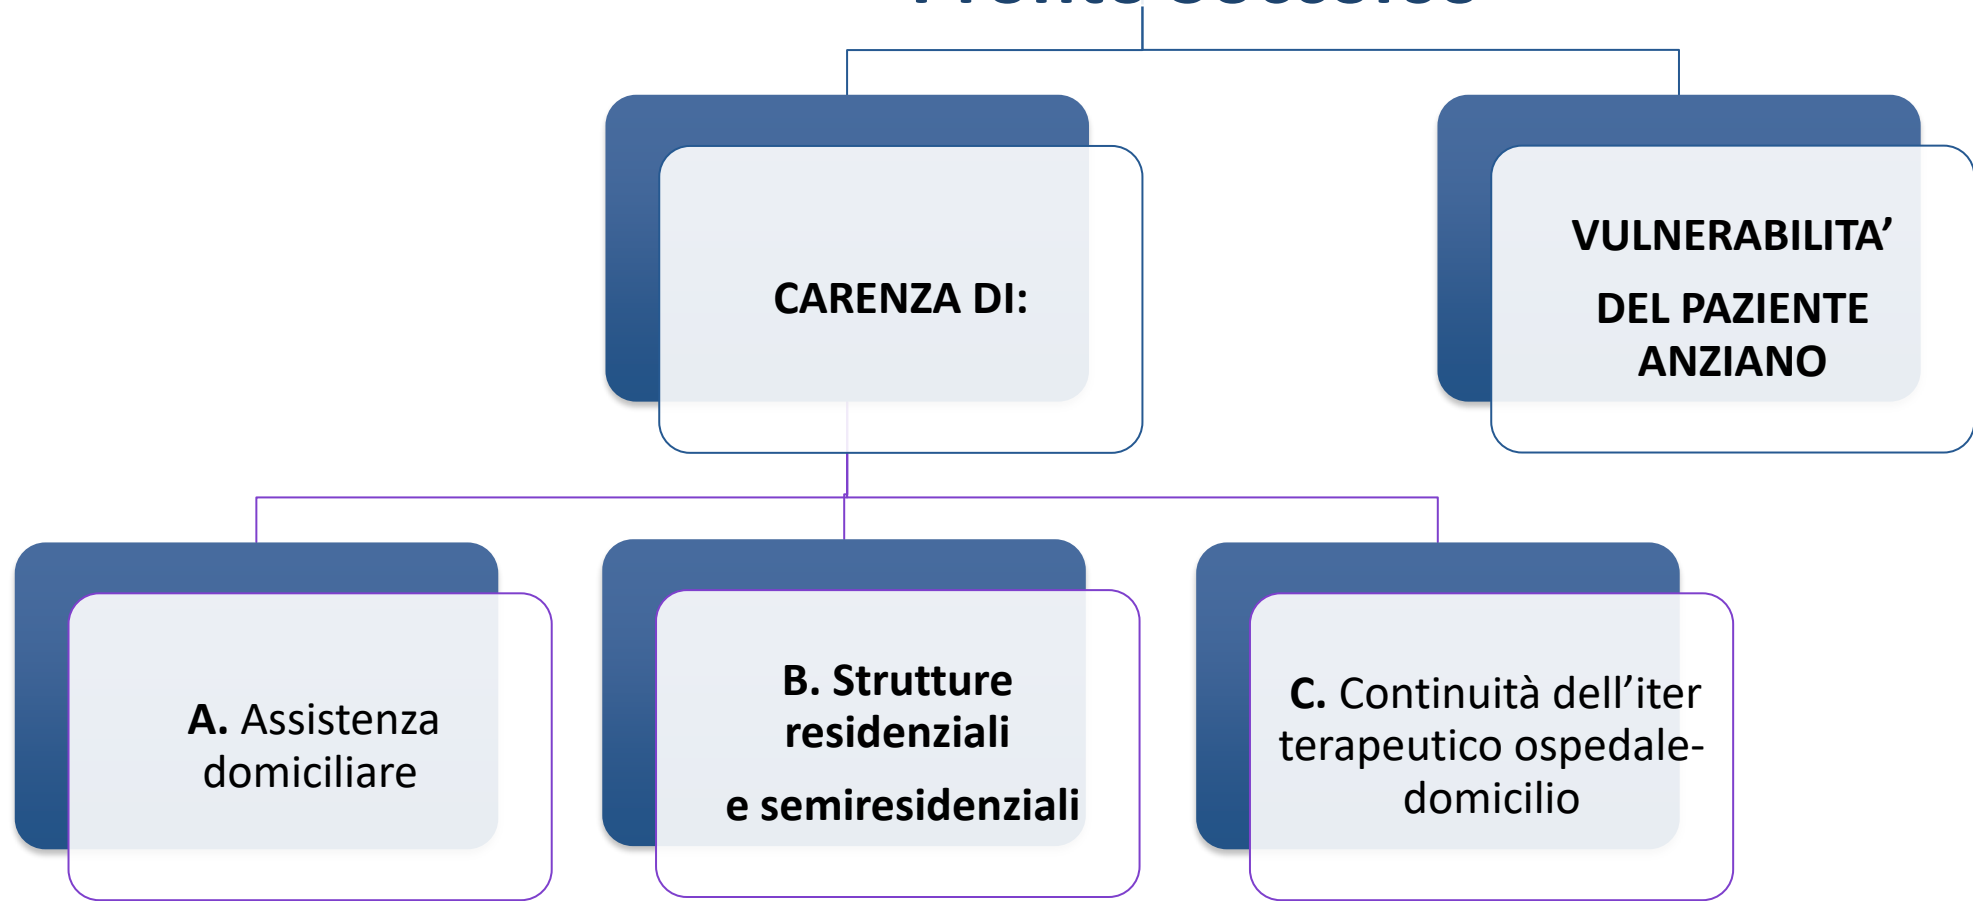 CARENZA DI:
VULNERABILITA’
DEL PAZIENTE
ANZIANO
A. Assistenza
domiciliare
B. Strutture
residenziali
e semiresidenziali
C. Continuità dell’iter
terapeutico ospedale-
domicilio